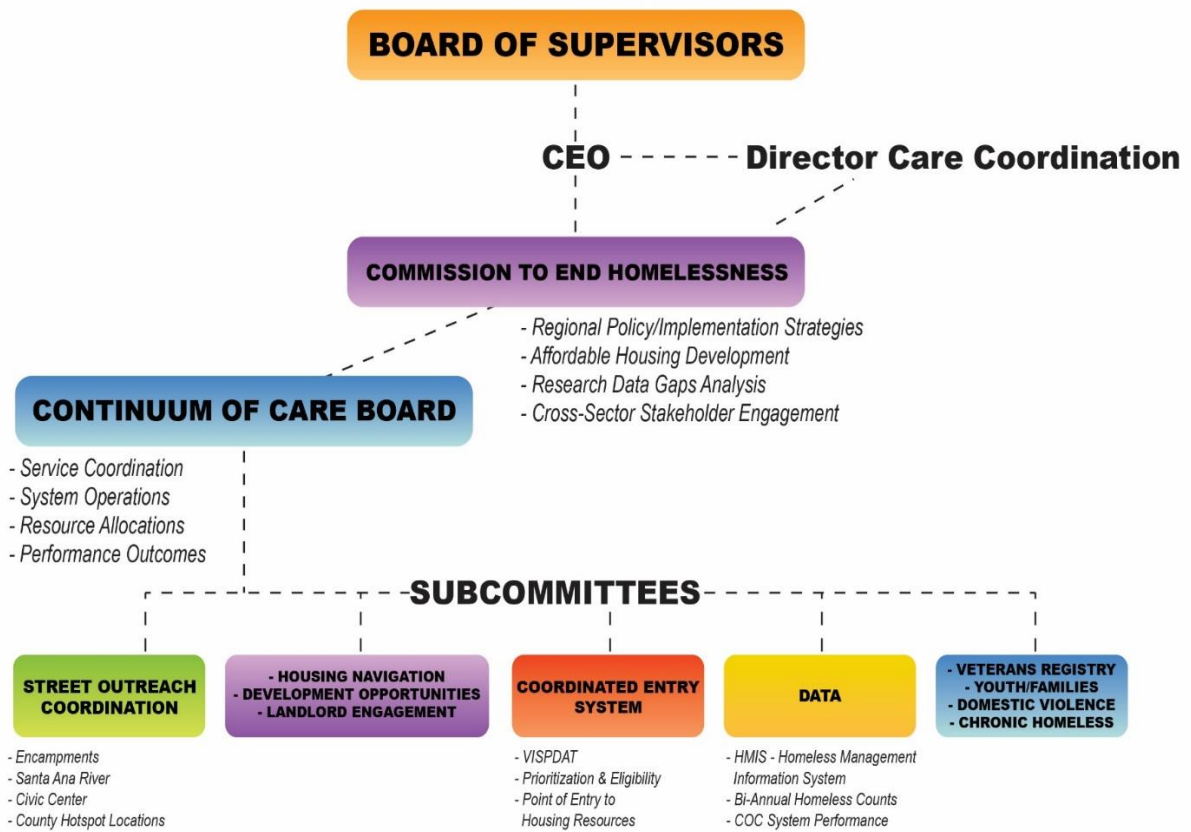 BOARD OF SUPERVISORS
CEO
Director Care Coordination
COMMISSION TO END HOMELESSNESS
- Regional Policy/Implementation Strategies
- Affordable Housing Development
- Research Data Gaps Analysis
- Cross-Sector Stakeholder Engagement
CONTINUUM OF CARE BOARD
- Service Coordination
- System Operations
- Resource Allocations
- Performance Outcomes
SUBCOMMITTEES
STREET OUTREACH
COORDINATION
- Encampments
- Santa Ana River
- Civic Center
- County Hotspot Locations
- HOUSING NAVIGATION
- DEVELOPMENT OPPORTUNITIES
- LANDLORD ENGAGEMENT
COORDINATED ENTRY
SYSTEM
- VISPDAT
- Prioritization & Eligibility
- Point of Entry to
Housing Resources
DATA
- HMIS - Homeless Management
Information System
- Bi-Annual Homeless Counts
- COC System Performance
- VETERANS REGISTRY
- YOUTH/FAMILIES
- DOMESTIC VIOLENCE
- CHRONIC HOMELESS